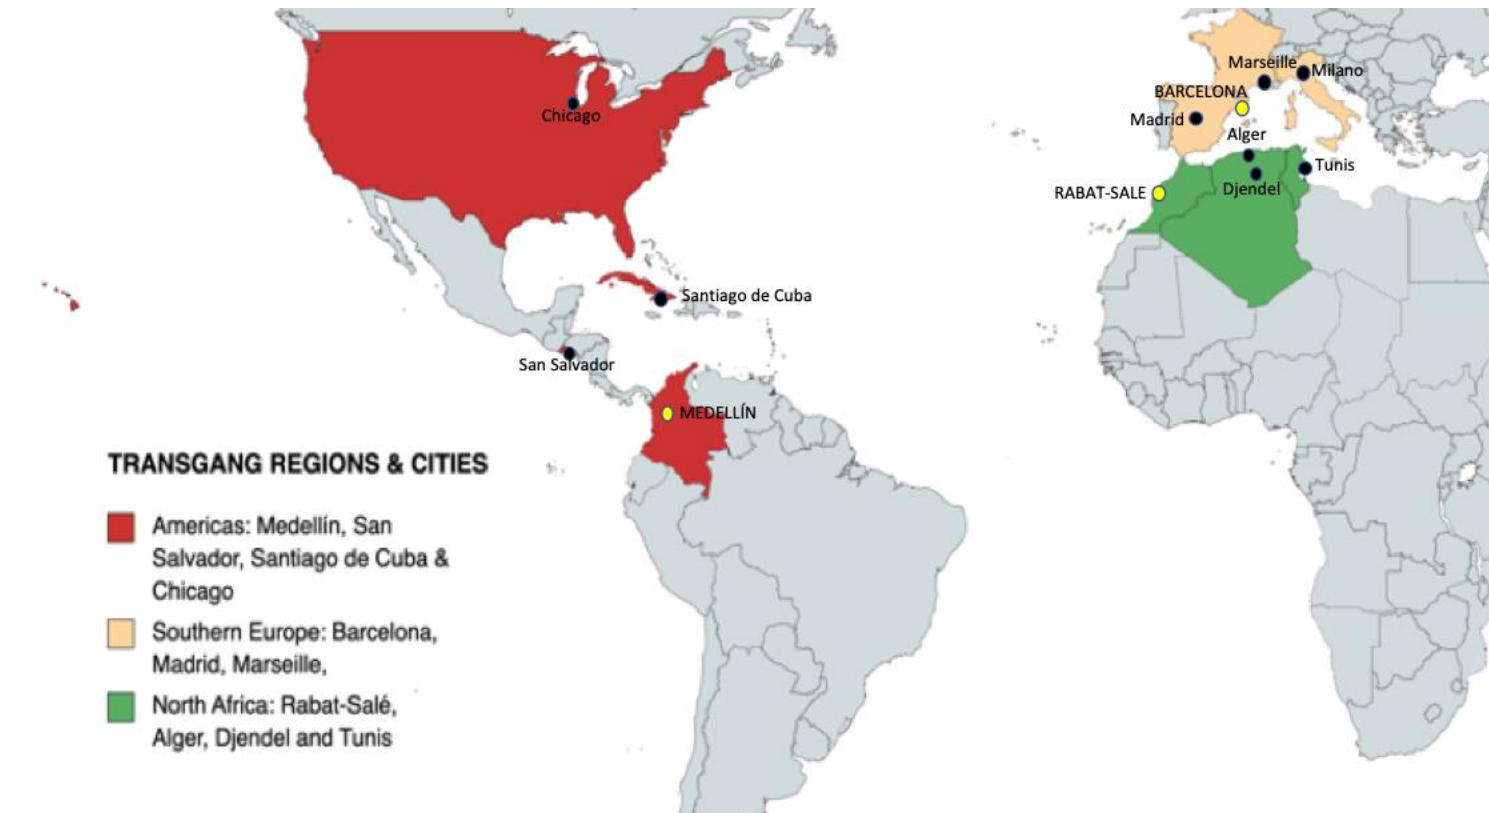 Marseille
Milano
BARCELONA
Madrid
Chicago
Alger
Tunis
Djendel
RABAT-SALE
Santiago de Cuba
San Salvador
MEDELLÍN
TRANSGANG REGIONS & CITIES
Americas: Medellín, San
Salvador, Santiago de Cuba &
Chicago
Southern Europe: Barcelona,
Madrid, Marseille,
North Africa: Rabat-Salé,
Alger, Djendel and Tunis